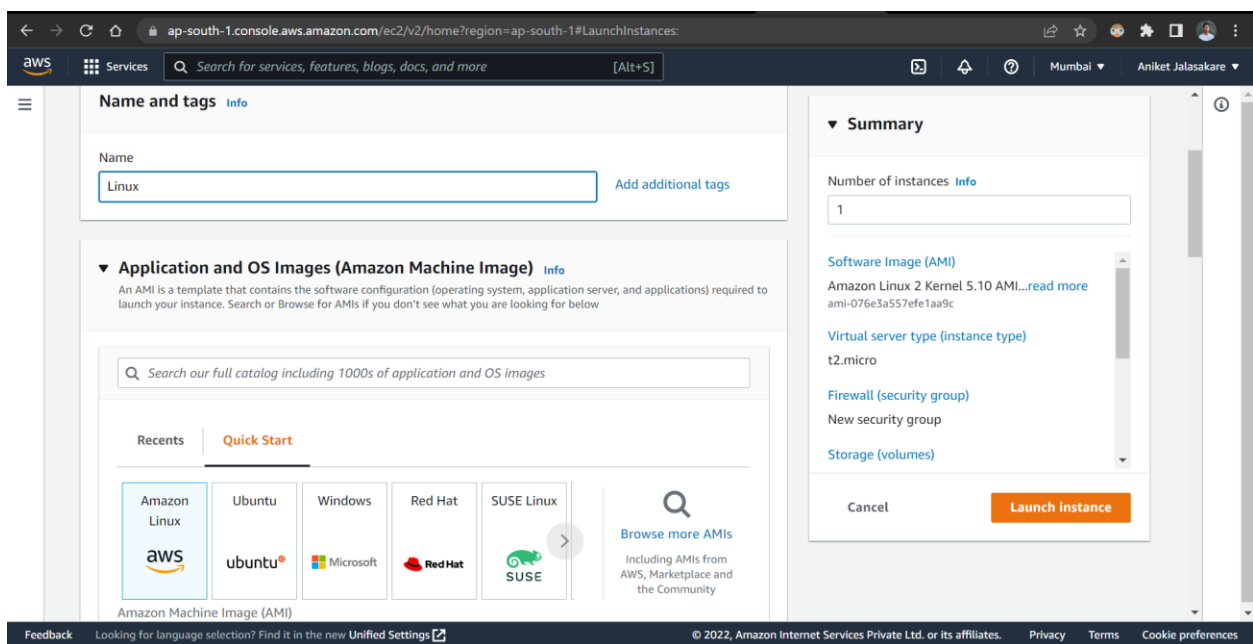 ap-south-1.console.aws.amazon.com/ec2/v2/home?region=ap-south-1#LaunchInstances:
aws
Services
Search for services, features, blogs, docs, and more
[Alt+S]
Mumbai ▼
Aniket Jalasakare ▼
Name and tags Info
Name
Linux
Add additional tags
Application and OS Images (Amazon Machine Image) Info
An AMI is a template that contains the software configuration (operating system, application server, and applications) required to
launch your instance. Search or Browse for AMIs if you don't see what you are looking for below
Search our full catalog including 1000s of application and OS images
Recents
Quick Start
Amazon
Linux
aws
Ubuntu
ubuntu®
Windows
Microsoft
Red Hat
Red Hat
SUSE Linux
SUSE
Browse more AMIs
Including AMIs from
AWS, Marketplace and
the Community
Amazon Machine Image (AMI)
Summary
Number of instances Info
1
Software Image (AMI)
Amazon Linux 2 Kernel 5.10 AMI...read more
ami-076e3a557efe1aa9c
Virtual server type (instance type)
t2.micro
Firewall (security group)
New security group
Storage (volumes)
Cancel
Launch instance
Feedback
Looking for language selection? Find it in the new Unified Settings
© 2022, Amazon Internet Services Private Ltd. or its affiliates.
Privacy
Terms
Cookie preferences